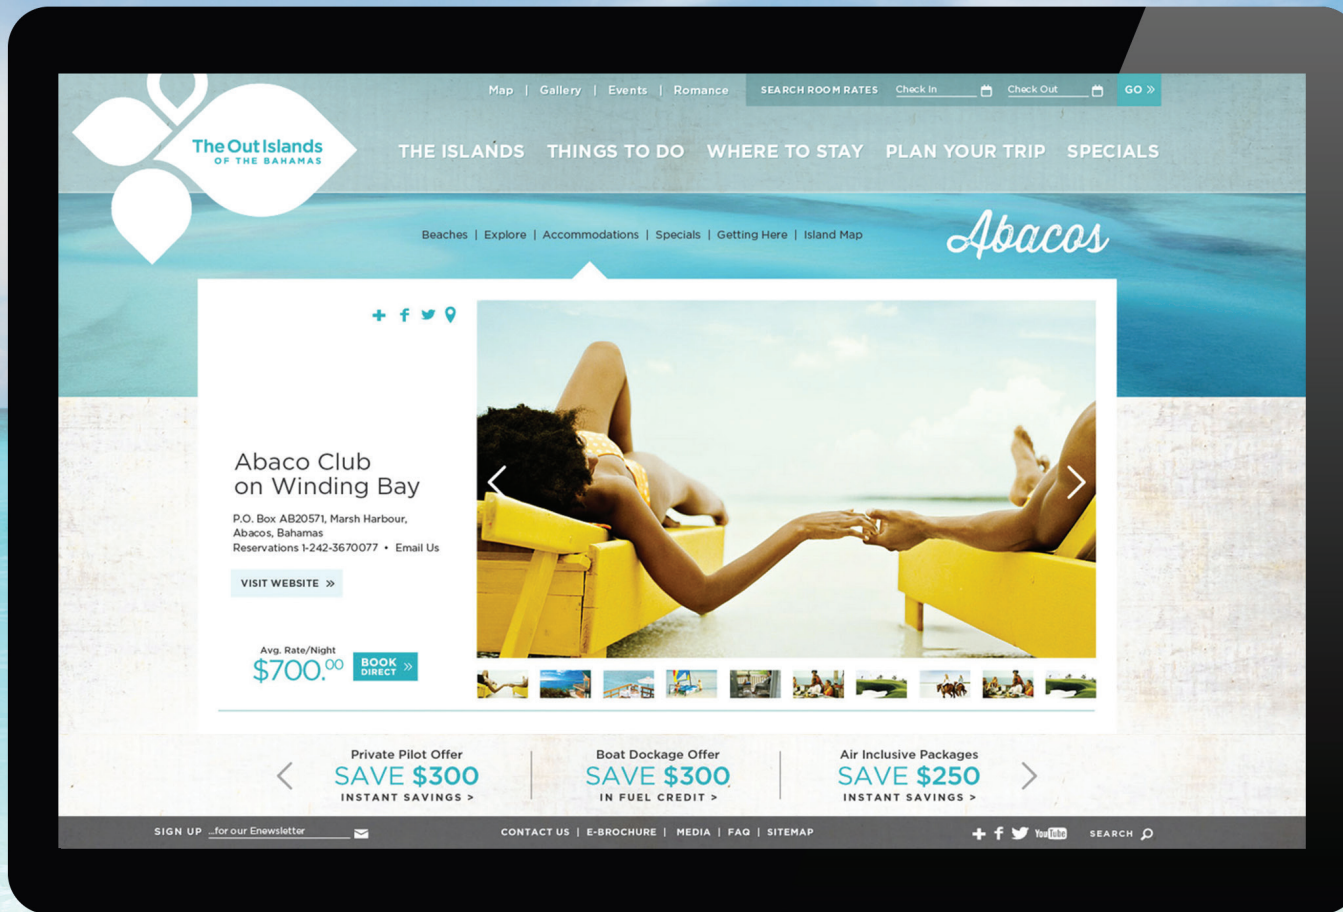 Map | Gallery | Events | Romance
SEARCH ROOM RATES Check In Check Out GO »
The Out Islands
OF THE BAHAMAS
THE ISLANDS THINGS TO DO WHERE TO STAY PLAN YOUR TRIP SPECIALS
Beaches | Explore | Accommodations | Specials | Getting Here | Island Map
Abacos
Abaco Club
on Winding Bay
P.O. Box AB20571, Marsh Harbour,
Abacos, Bahamas
Reservations 1-242-3670077 • Email Us
VISIT WEBSITE »
Avg. Rate/Night
$700.00
BOOK
DIRECT »
Private Pilot Offer
SAVE $300
INSTANT SAVINGS >
Boat Dockage Offer
SAVE $300
IN FUEL CREDIT >
Air Inclusive Packages
SAVE $250
INSTANT SAVINGS >
SIGN UP ...for our Enewsletter
CONTACT US | E-BROCHURE | MEDIA | FAQ | SITEMAP
YouTube
SEARCH